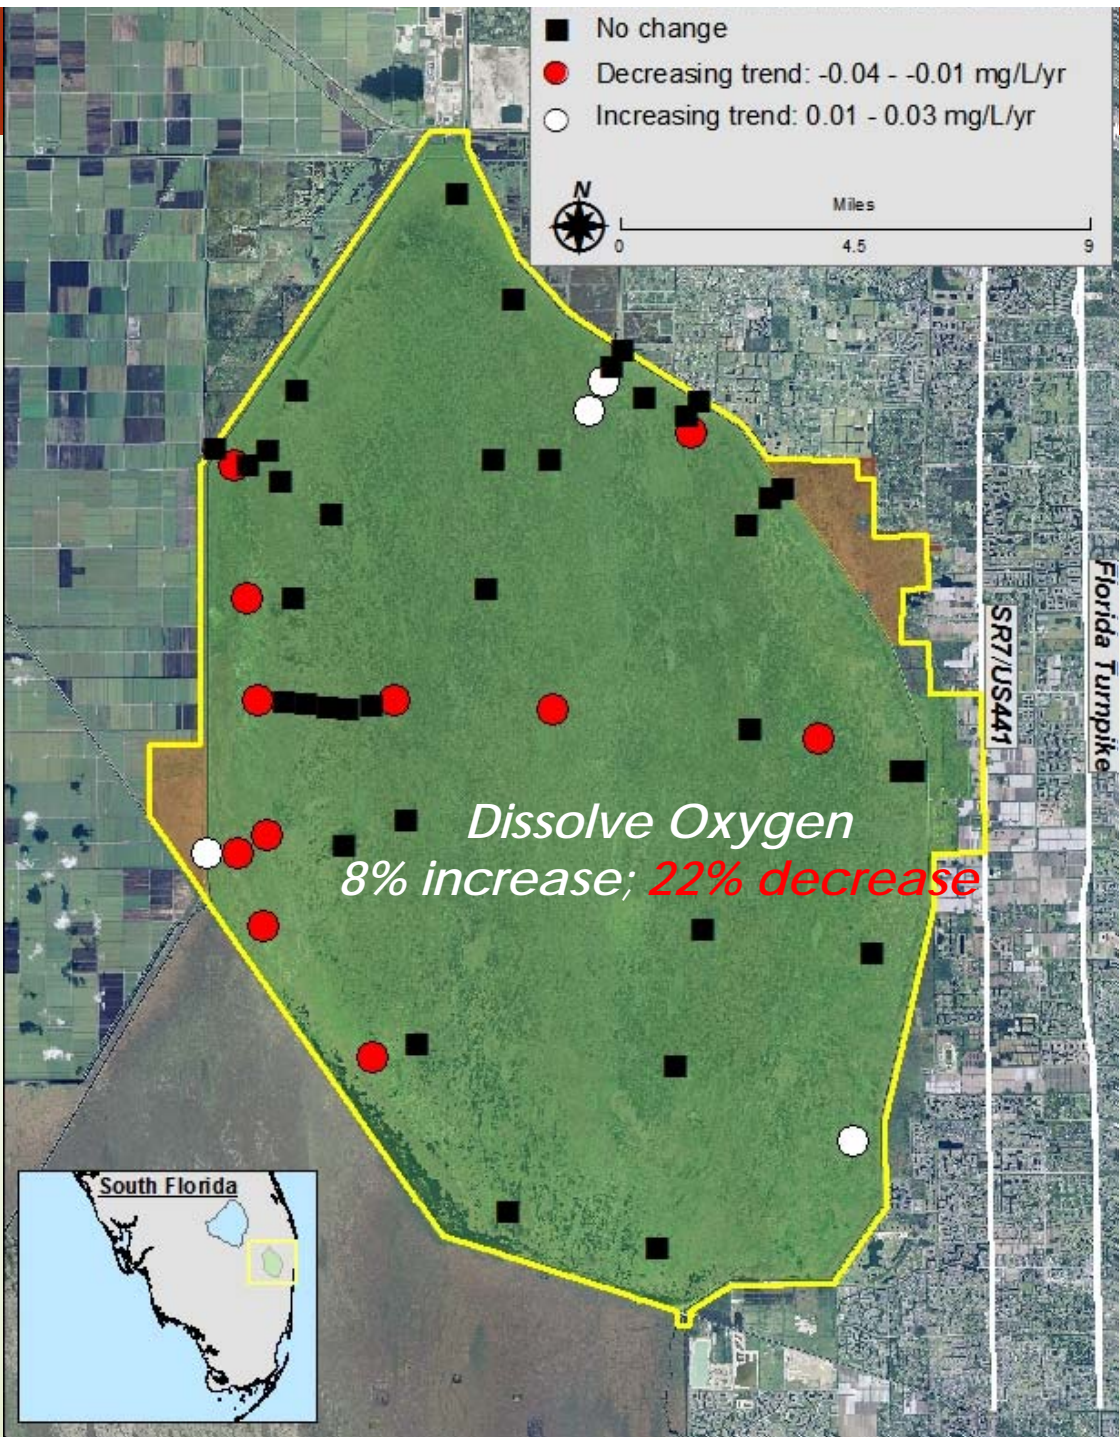 No change
Decreasing trend: -0.04 - -0.01 mg/L/yr
Increasing trend: 0.01 - 0.03 mg/L/yr
N
Miles
0
4.5
9
SR7/US441
Florida Turnpike
Dissolve Oxygen
8% increase; 22% decrease
South Florida